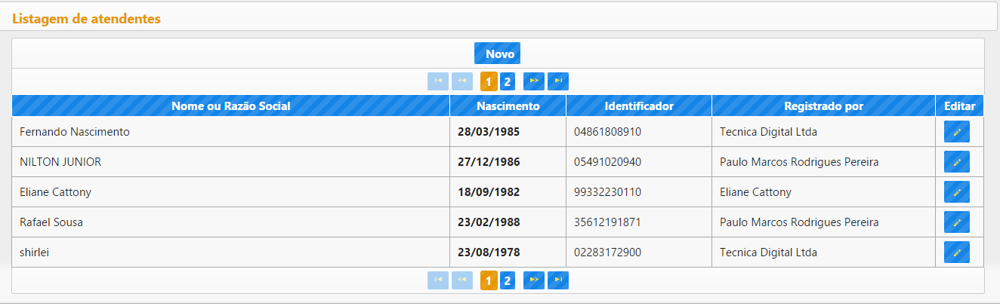 Listagem de atendentes
Novo
1 2
Nome ou Razão Social Nascimento Identificador Registrado por Editar
Fernando Nascimento 28/03/1985 04861808910 Tecnica Digital Ltda
NILTON JUNIOR 27/12/1986 05491020940 Paulo Marcos Rodrigues Pereira
Eliane Cattony 18/09/1982 99332230110 Eliane Cattony
Rafael Sousa 23/02/1988 35612191871 Paulo Marcos Rodrigues Pereira
shirlei 23/08/1978 02283172900 Tecnica Digital Ltda
1 2